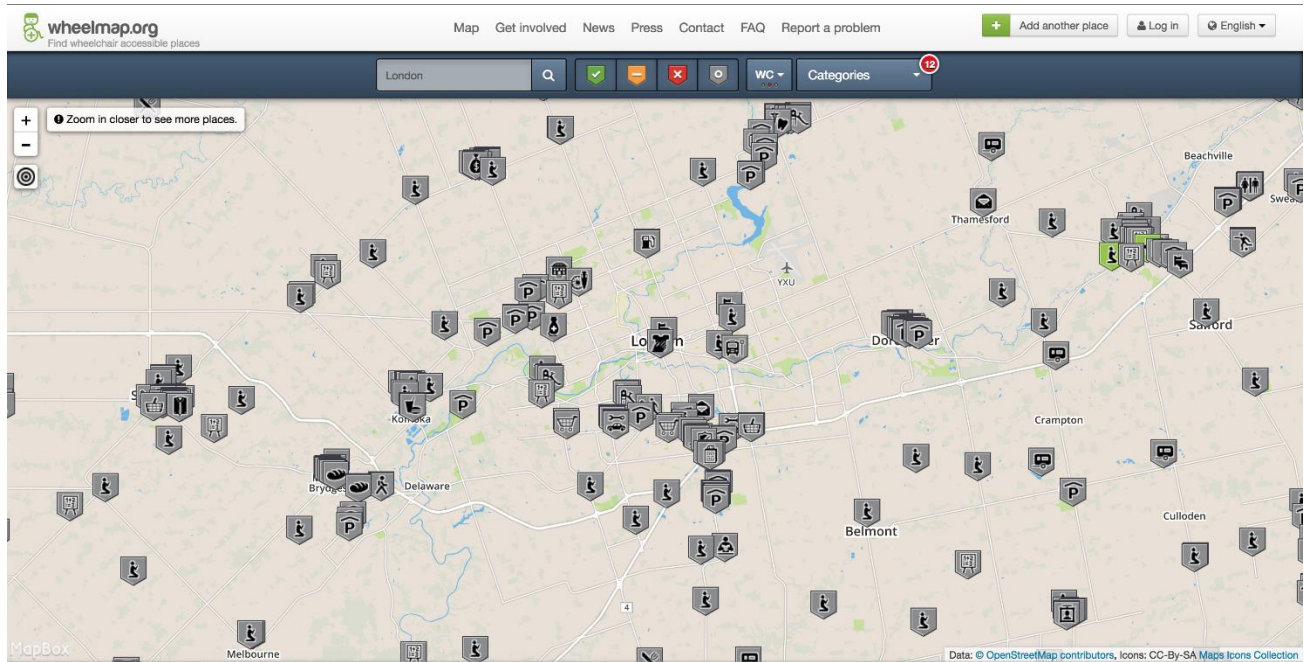 wheelmap.org
Find wheelchair accessible places
Map Get involved News Press Contact FAQ Report a problem
+ Add another place
Log in
English
London
WC
Categories
12
+
Zoom in closer to see more places.
-
Beachville
Thamesford
YXU
Salford
Crampton
Delaware
Culloden
Belmont
4
Melbourne
MapBox
Data: © OpenStreetMap contributors, Icons: CC-By-SA Maps Icons Collection